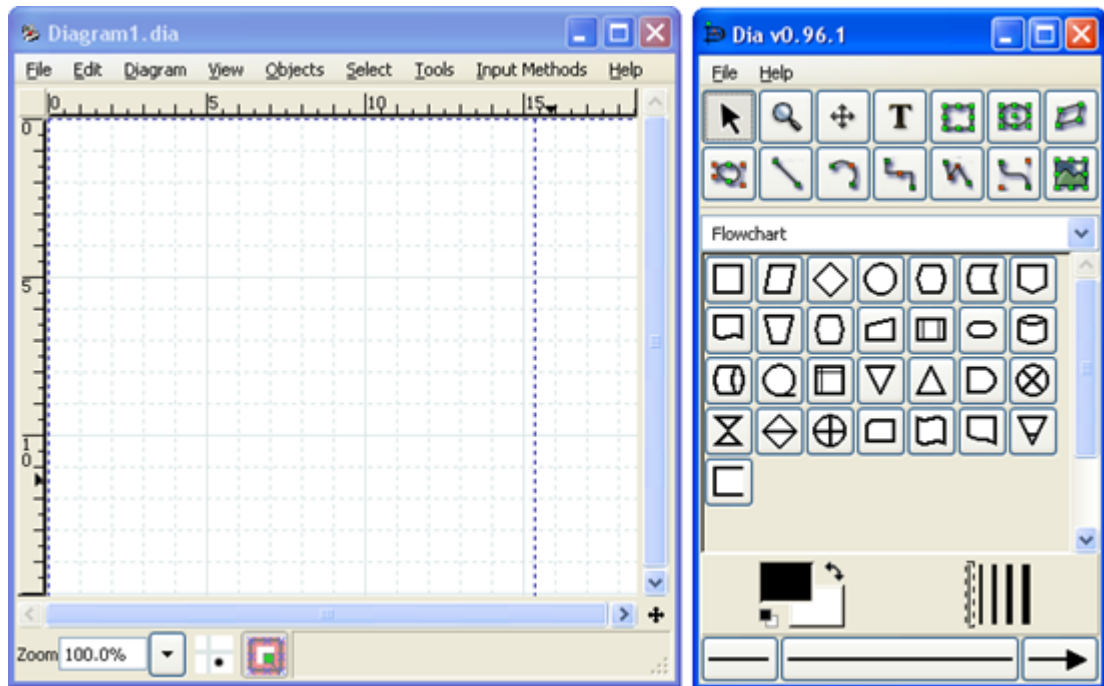 Diagram1.dia
File Edit Diagram View Objects Select Tools Input Methods Help
0 5 10 15
0
5
1
0
Zoom 100.0%
Dia v0.96.1
File Help
T
Flowchart